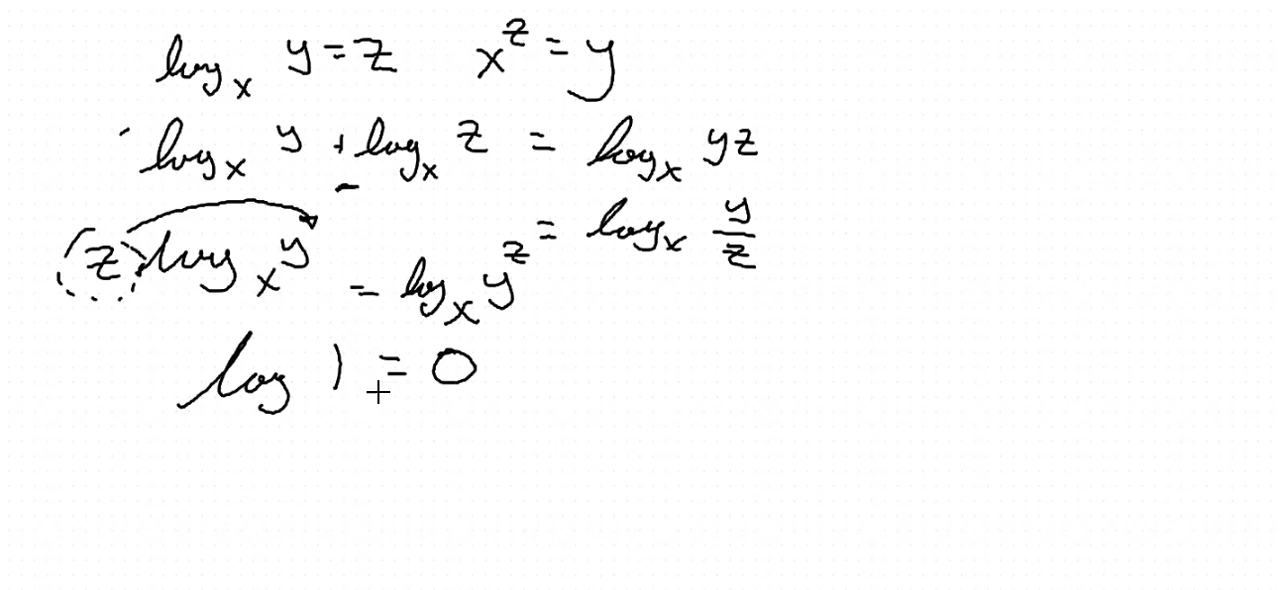 log_x y = z    x^z = y
log_x y + log_x z = log_x yz
- = log_x y/z
z log_x y = log_x y^z
log 1 = 0